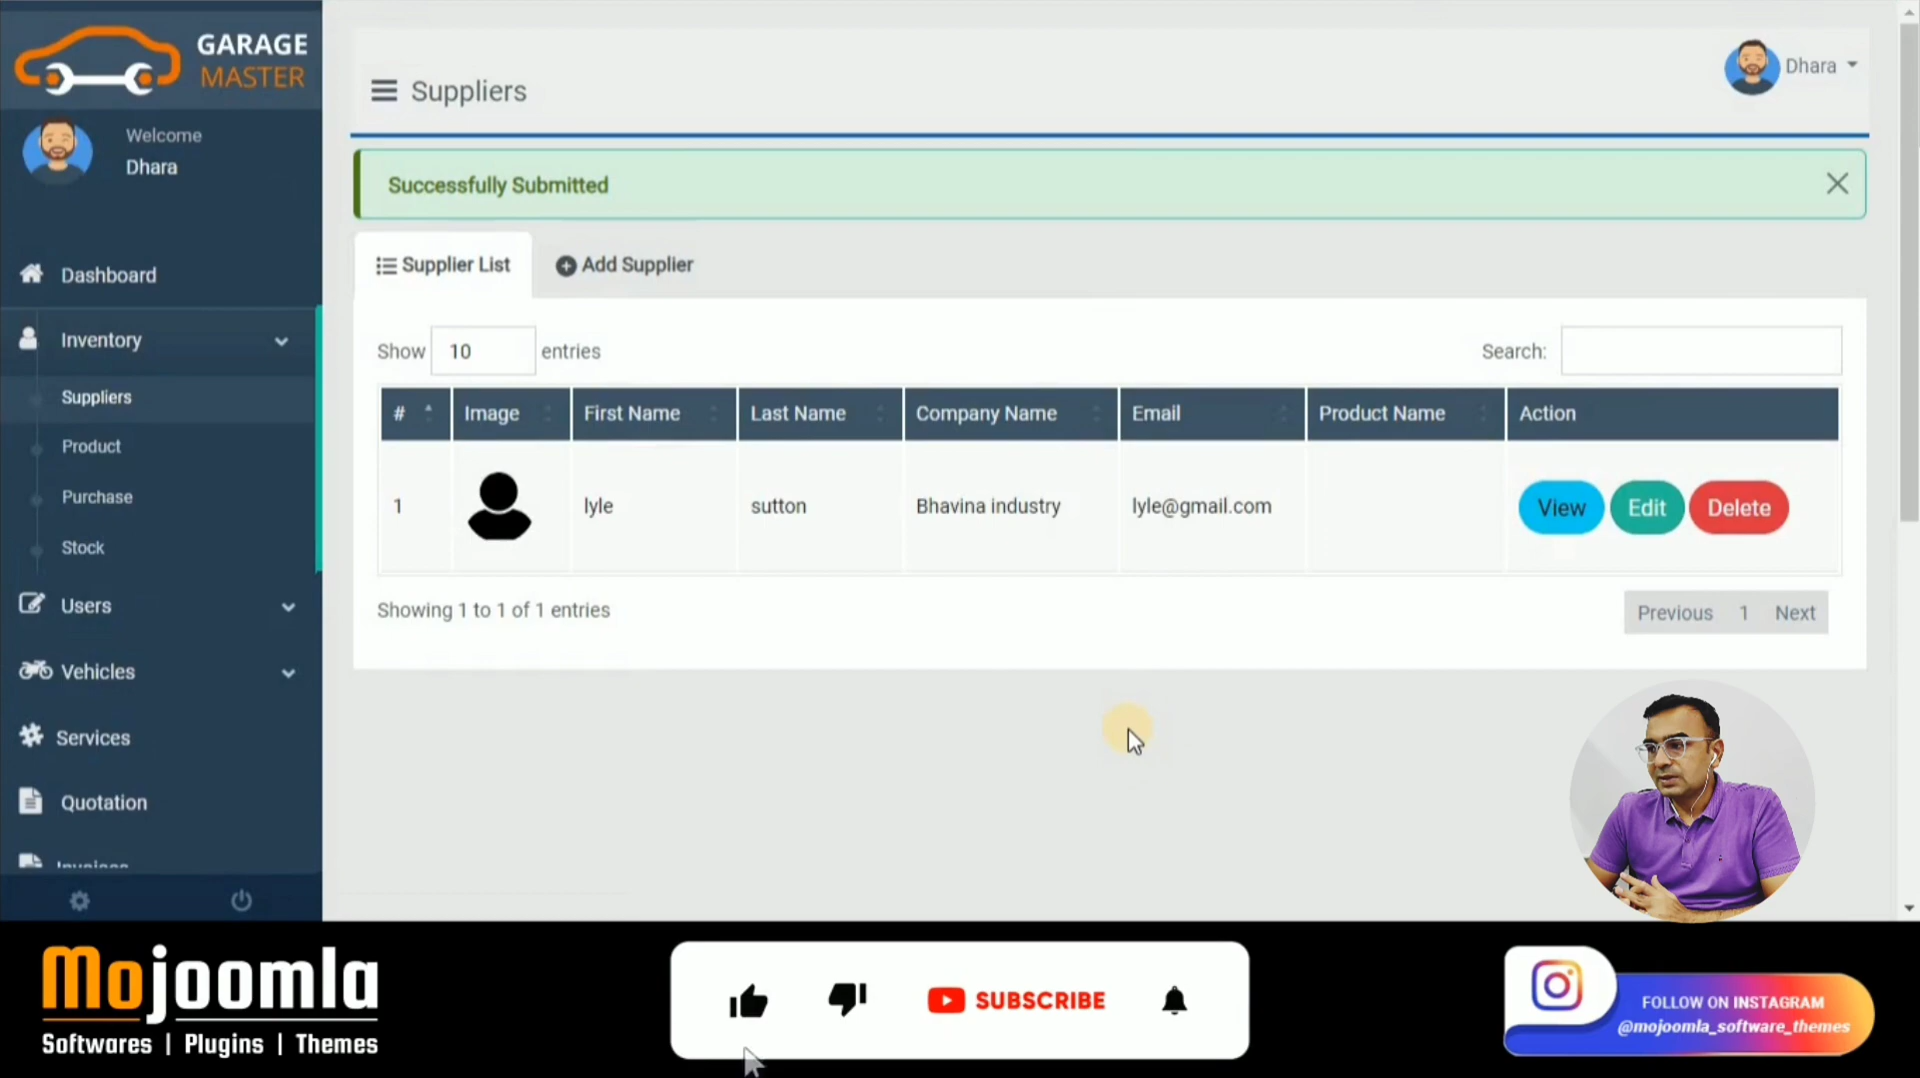 GARAGE
MASTER
Welcome
Dhara
Dashboard
Inventory
Suppliers
Product
Purchase
Stock
Users
Vehicles
Services
Quotation
Invoices
Suppliers
Dhara
Successfully Submitted
Supplier List
Add Supplier
Show 10 entries
Search:
# Image First Name Last Name Company Name Email Product Name Action
1 lyle sutton Bhavina industry lyle@gmail.com View Edit Delete
Showing 1 to 1 of 1 entries
Previous 1 Next
Mojoomla
Softwares | Plugins | Themes
SUBSCRIBE
FOLLOW ON INSTAGRAM
@mojoomla_software_themes